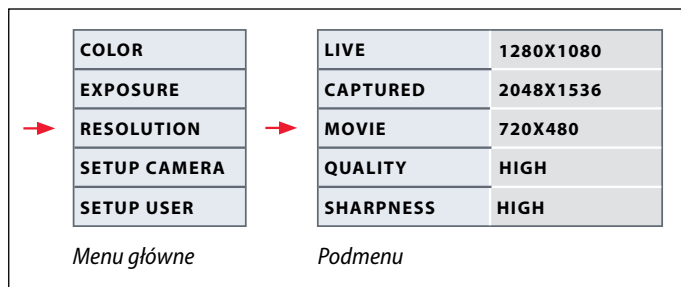 COLOR
EXPOSURE
RESOLUTION
SETUP CAMERA
SETUP USER
Menu główne
LIVE 1280X1080
CAPTURED 2048X1536
MOVIE 720X480
QUALITY HIGH
SHARPNESS HIGH
Podmenu